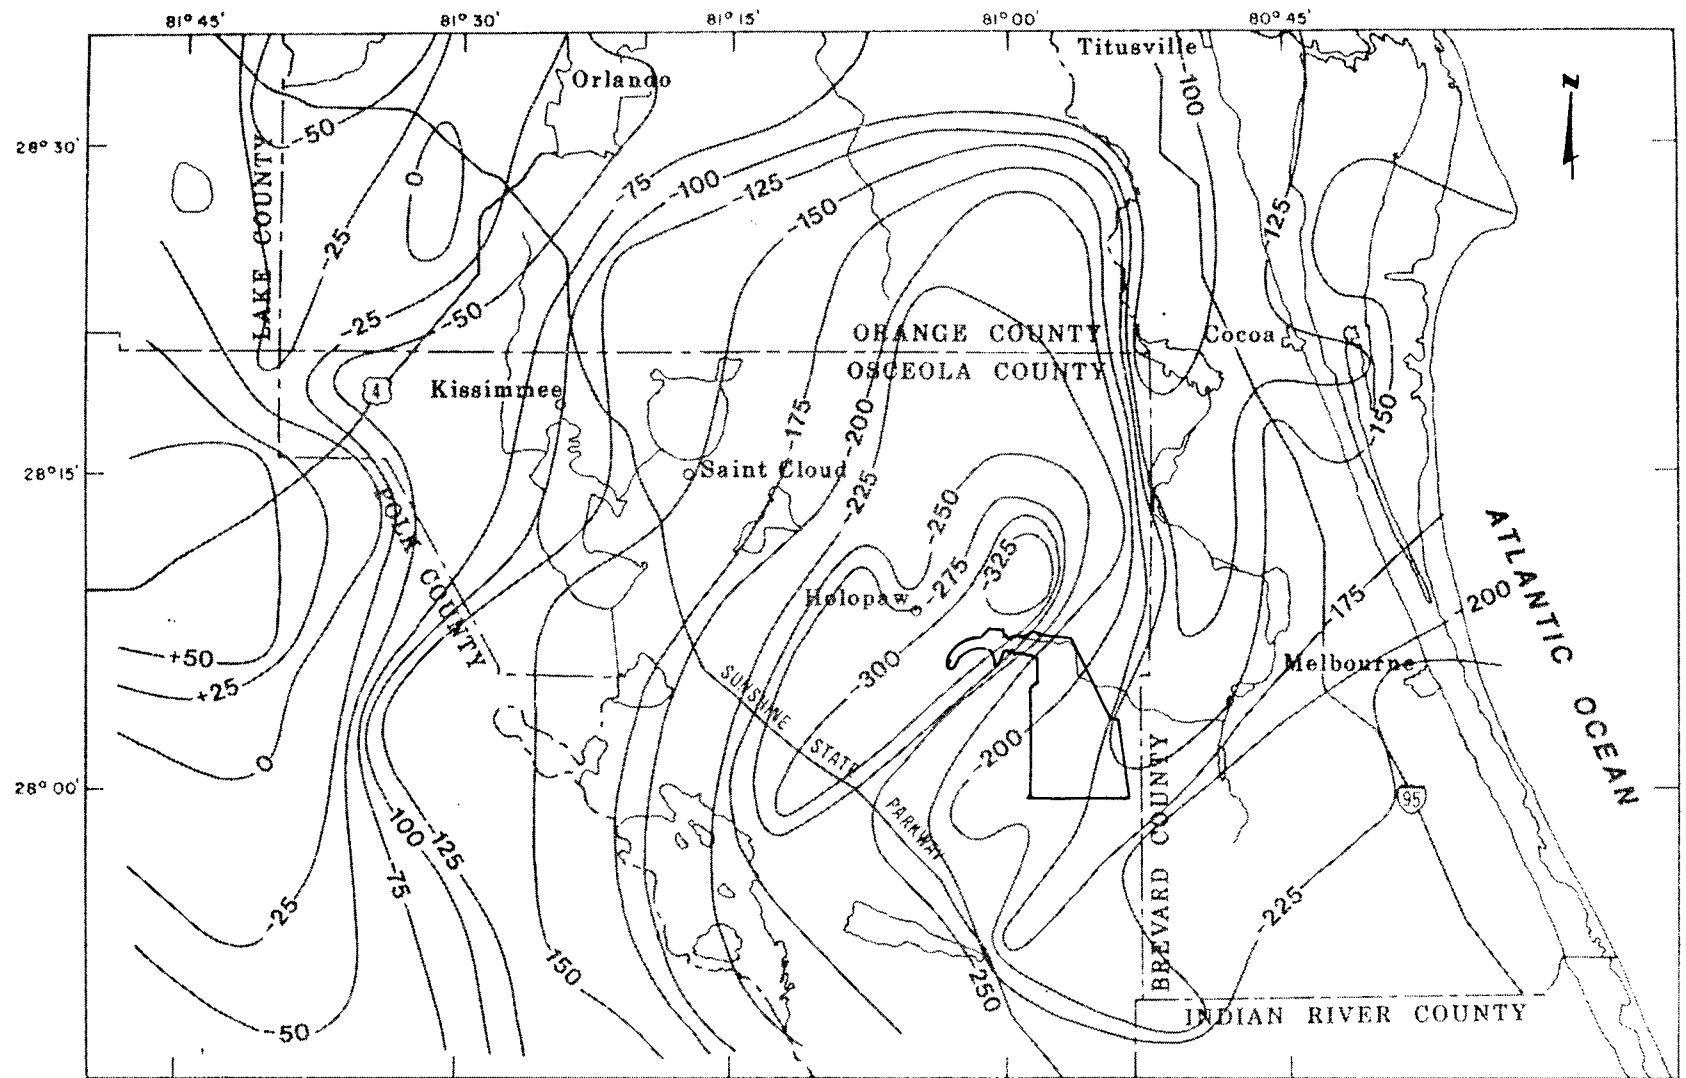 81° 45'
81° 30'
81° 15'
81° 00'
80° 45'
Titusville
Orlando
N
-100
-50
28° 30'
0
-75
-100
-125
-150
-125
LAKE COUNTY
-25
-25
-50
ORANGE COUNTY
Cocoa
OSCEOLA COUNTY
4
Kissimmee
-175
-200
-150
28° 15'
Saint Cloud
-225
-250
POLK COUNTY
-325
-275
Holopaw
-175
-200
ATLANTIC OCEAN
+50
+25
-300
Melbourne
SUNSHINE STATE PARKWAY
-200
0
28° 00'
95
-100
-125
-75
BREVARD COUNTY
-25
-225
-150
-250
-50
INDIAN RIVER COUNTY